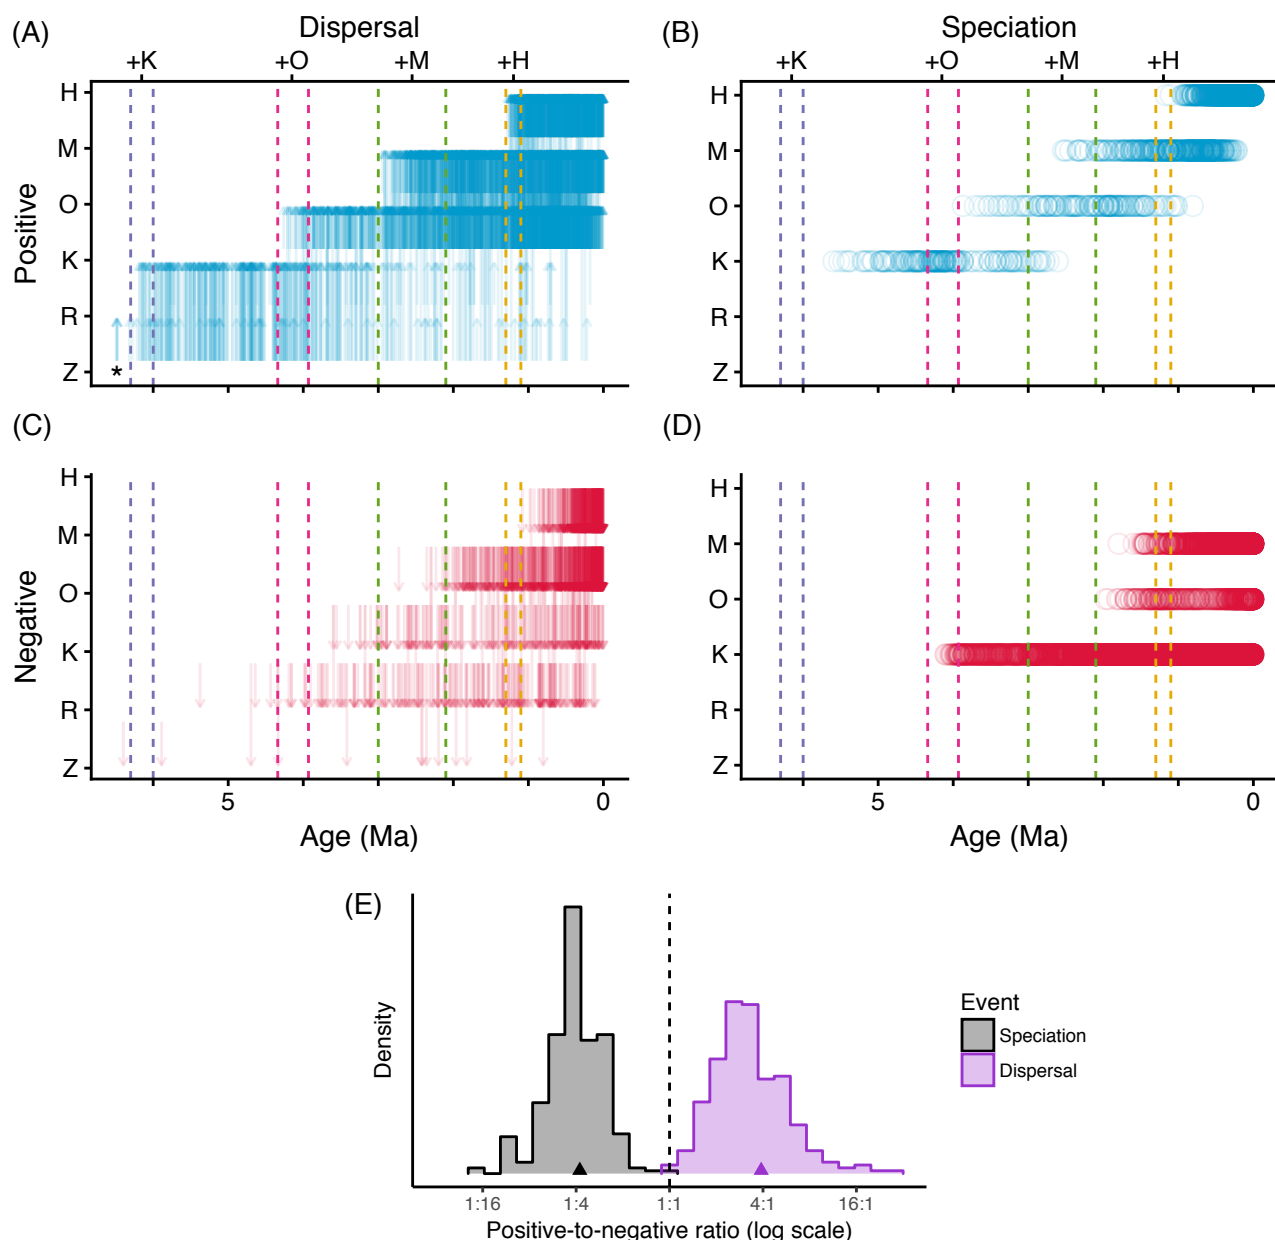 (A)
Dispersal
+K +O +M +H
Positive
H
M
O
K
R
Z
*
(B)
Speciation
+K +O +M +H
H
M
O
K
R
Z
(C)
Negative
H
M
O
K
R
Z
5 0
Age (Ma)
(D)
H
M
O
K
R
Z
5 0
Age (Ma)
(E)
Density
1:16 1:4 1:1 4:1 16:1
Positive-to-negative ratio (log scale)
Event
Speciation
Dispersal